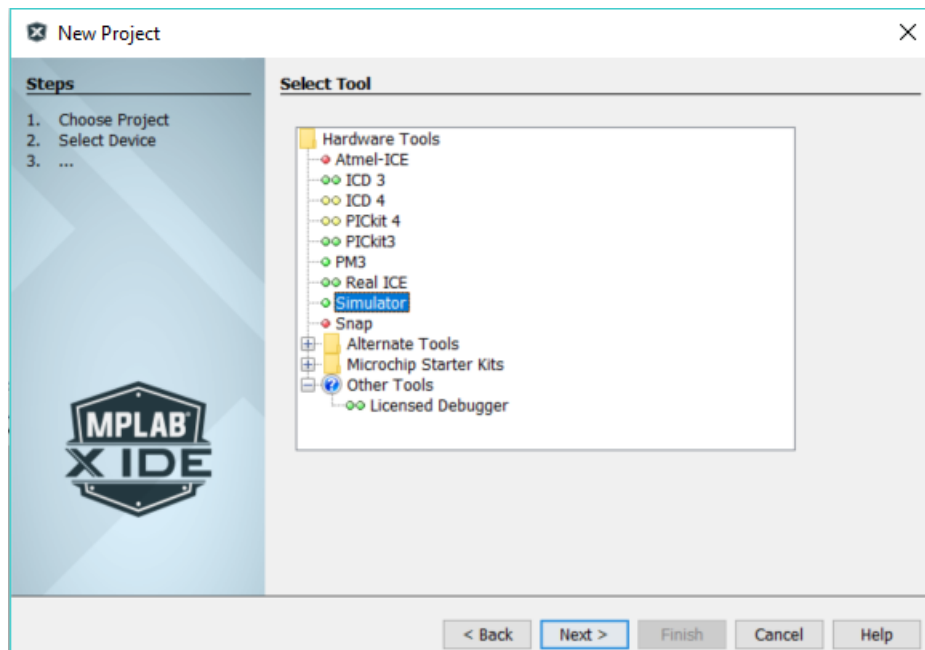 New Project
Steps
1. Choose Project
2. Select Device
3. ...
Select Tool
Hardware Tools
Atmel-ICE
ICD 3
ICD 4
PICkit 4
PICkit3
PM3
Real ICE
Simulator
Snap
Alternate Tools
Microchip Starter Kits
Other Tools
Licensed Debugger
MPLAB
X IDE
< Back Next > Finish Cancel Help